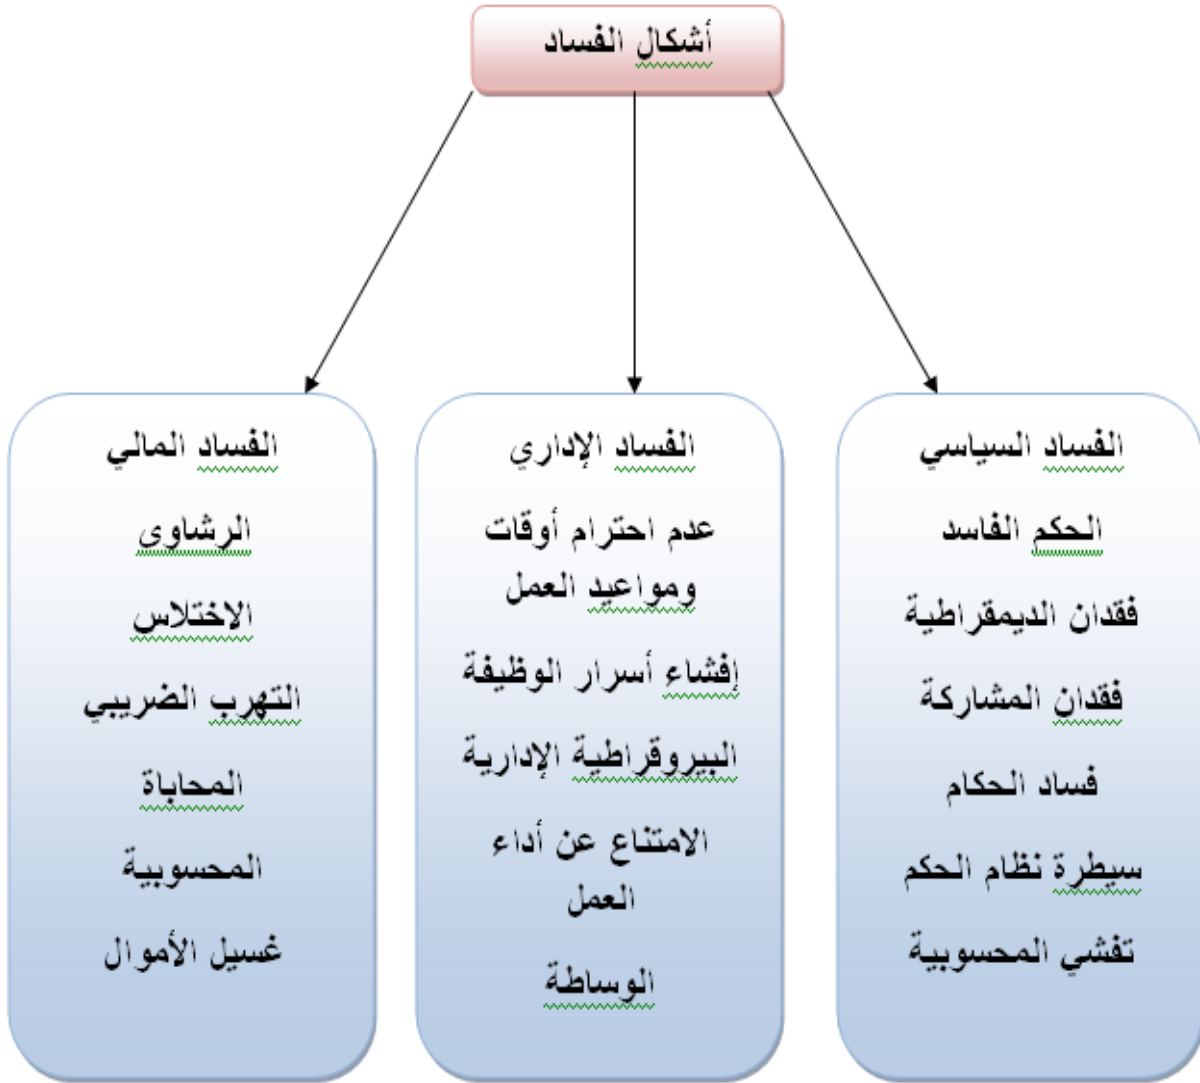 أشكال الفساد
الفساد السياسي
الحكم الفاسد
فقدان الديمقراطية
فقدان المشاركة
فساد الحكام
سيطرة نظام الحكم
تفشي المحسوبية
الفساد الإداري
عدم احترام أوقات
ومواعيد العمل
إفشاء أسرار الوظيفة
البيروقراطية الإدارية
الامتناع عن أداء
العمل
الوساطة
الفساد المالي
الرشاوى
الاختلاس
التهرب الضريبي
المحاباة
المحسوبية
غسيل الأموال